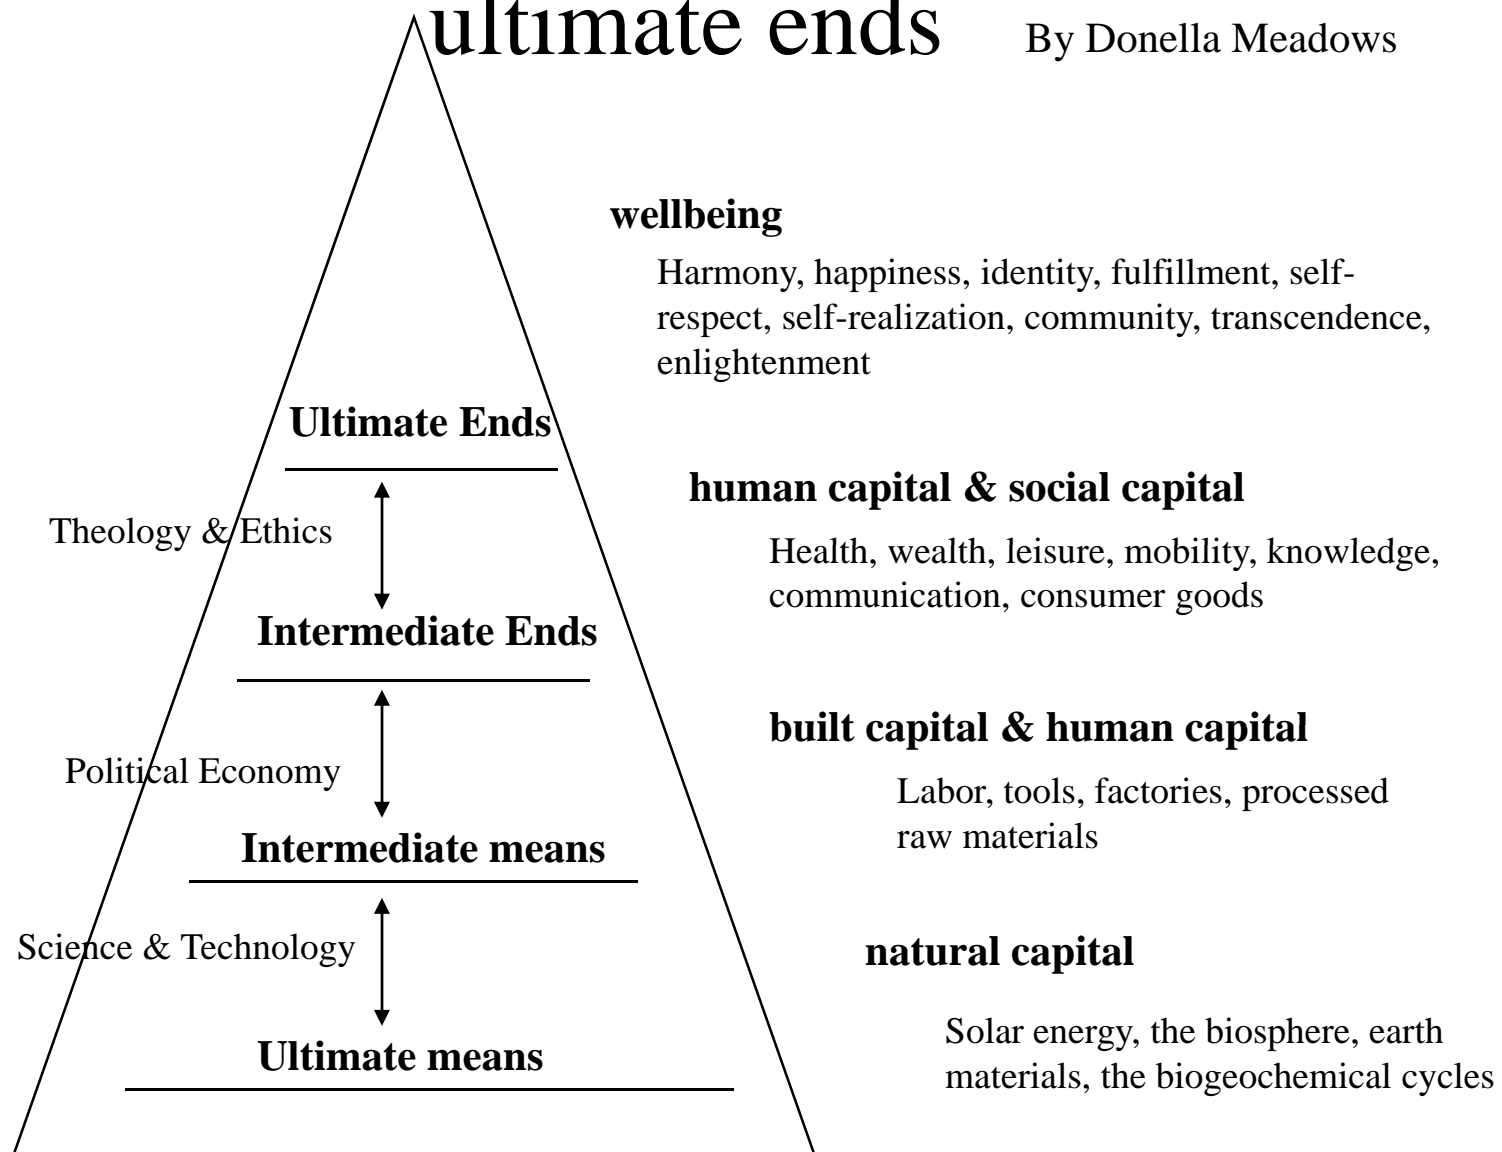 ultimate ends
By Donella Meadows
wellbeing
Harmony, happiness, identity, fulfillment, self-
respect, self-realization, community, transcendence,
enlightenment
Ultimate Ends
human capital & social capital
Theology & Ethics
Health, wealth, leisure, mobility, knowledge,
communication, consumer goods
Intermediate Ends
built capital & human capital
Political Economy
Labor, tools, factories, processed
raw materials
Intermediate means
Science & Technology
natural capital
Solar energy, the biosphere, earth
materials, the biogeochemical cycles
Ultimate means